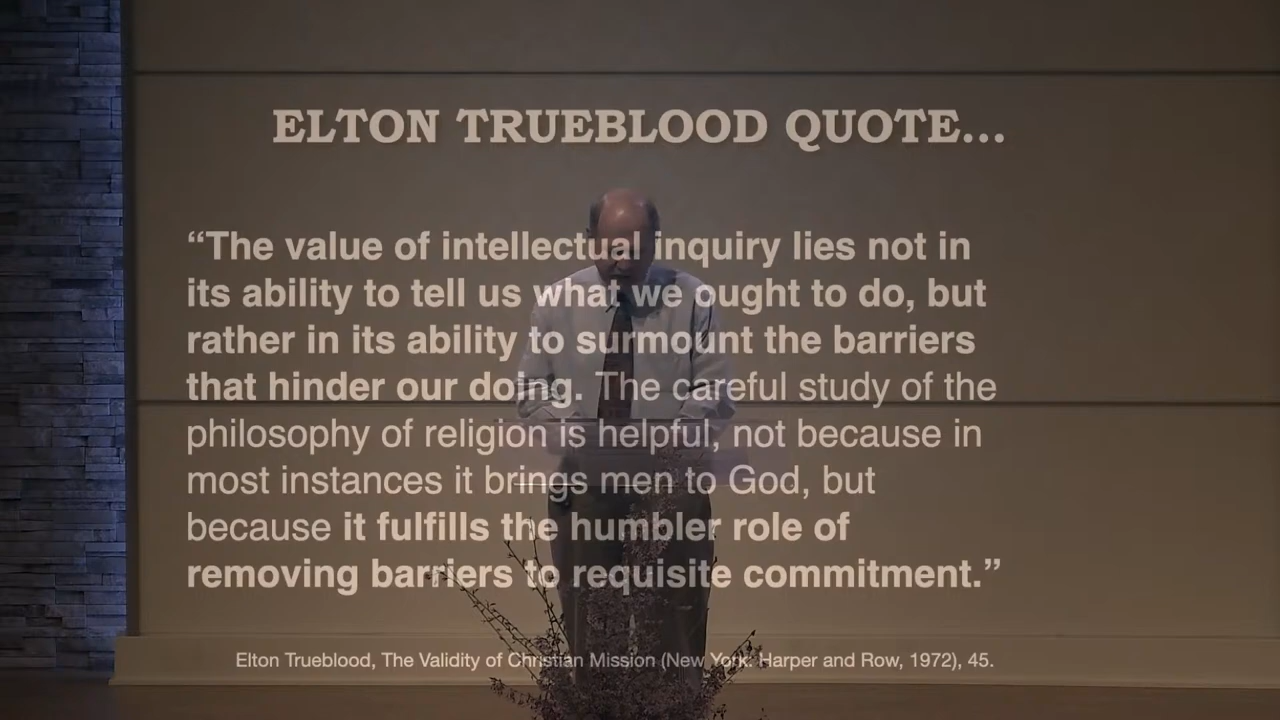 ELTON TRUEBLOOD QUOTE...
“The value of intellectual inquiry lies not in
its ability to tell us what we ought to do, but
rather in its ability to surmount the barriers
that hinder our doing. The careful study of the
philosophy of religion is helpful, not because in
most instances it brings men to God, but
because it fulfills the humbler role of
removing barriers to requisite commitment.”
Elton Trueblood, The Validity of Christian Mission (New York: Harper and Row, 1972), 45.